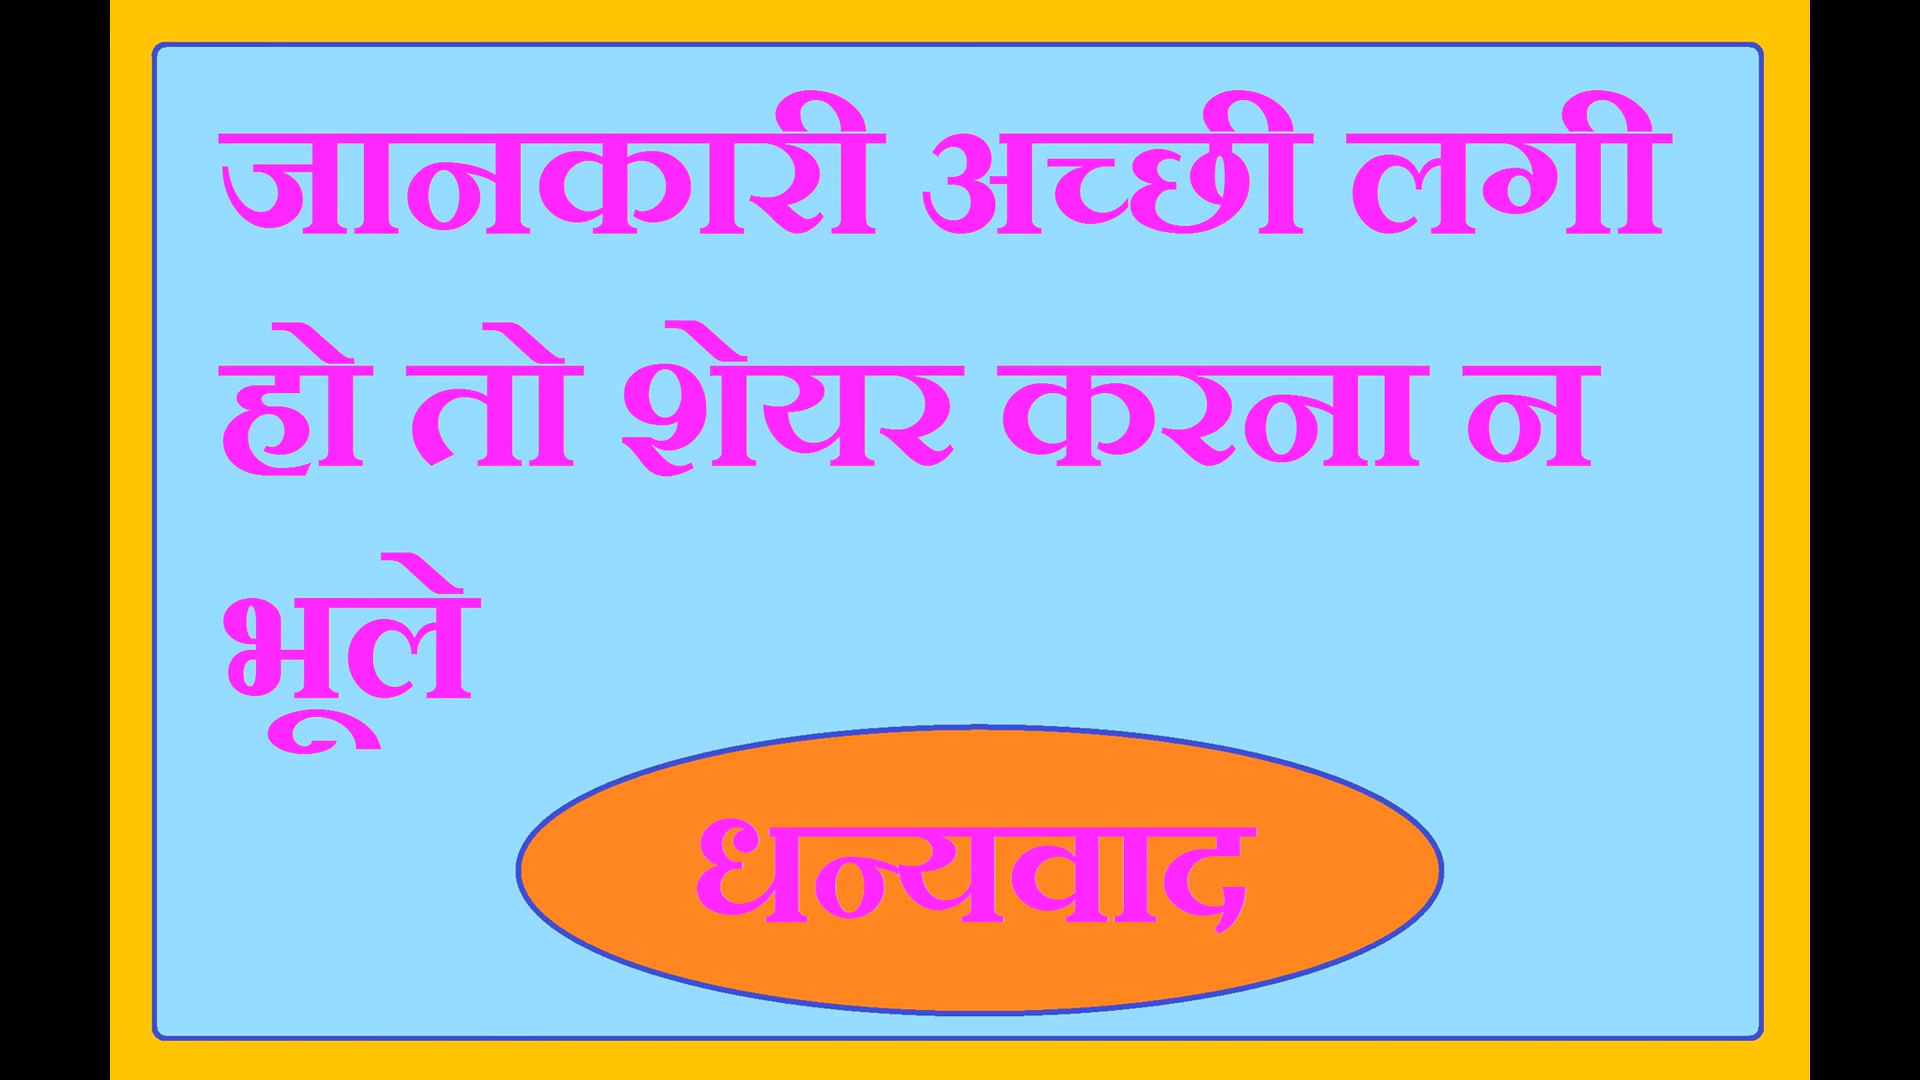 जानकारी अच्छी लगी
हो तो शेयर करना न
भूले
धन्यवाद